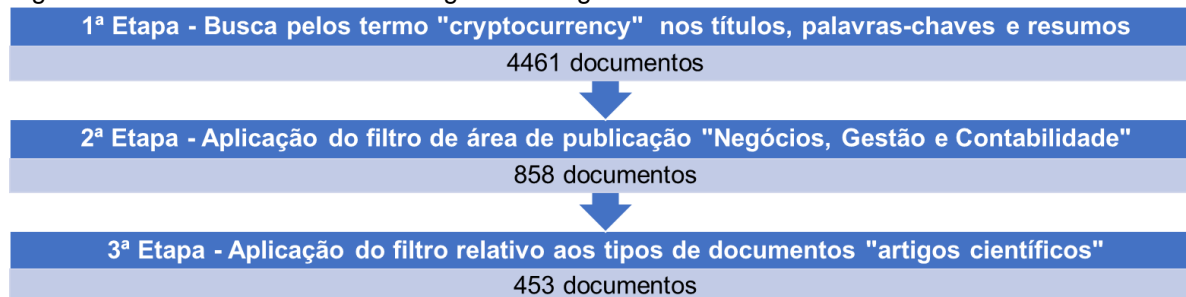 1ª Etapa - Busca pelos termo "cryptocurrency" nos títulos, palavras-chaves e resumos
4461 documentos
2ª Etapa - Aplicação do filtro de área de publicação "Negócios, Gestão e Contabilidade"
858 documentos
3ª Etapa - Aplicação do filtro relativo aos tipos de documentos "artigos científicos"
453 documentos